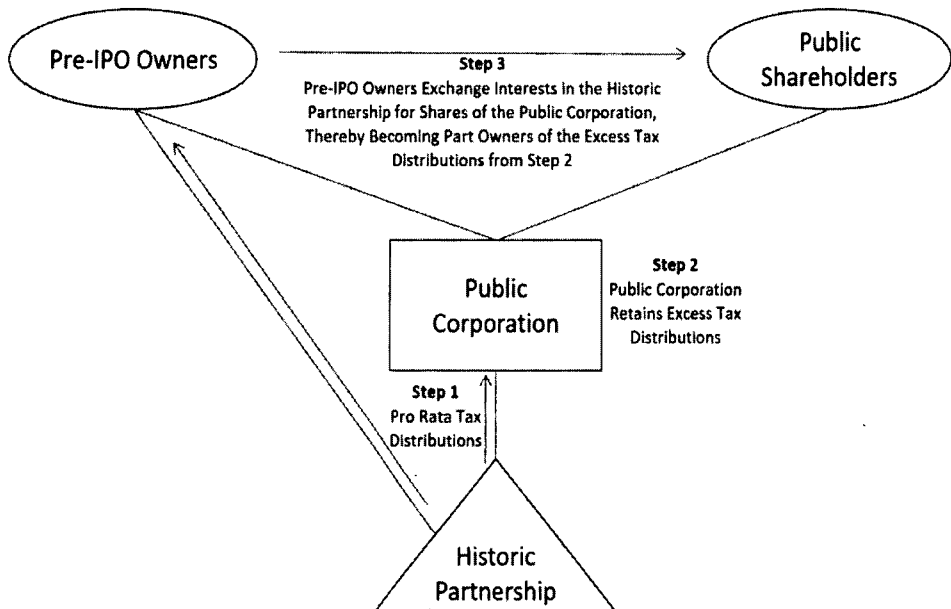 Pre-IPO Owners
Public
Shareholders
Step 3
Pre-IPO Owners Exchange Interests in the Historic
Partnership for Shares of the Public Corporation,
Thereby Becoming Part Owners of the Excess Tax
Distributions from Step 2
Public
Corporation
Step 2
Public Corporation
Retains Excess Tax
Distributions
Step 1
Pro Rata Tax
Distributions
Historic
Partnership